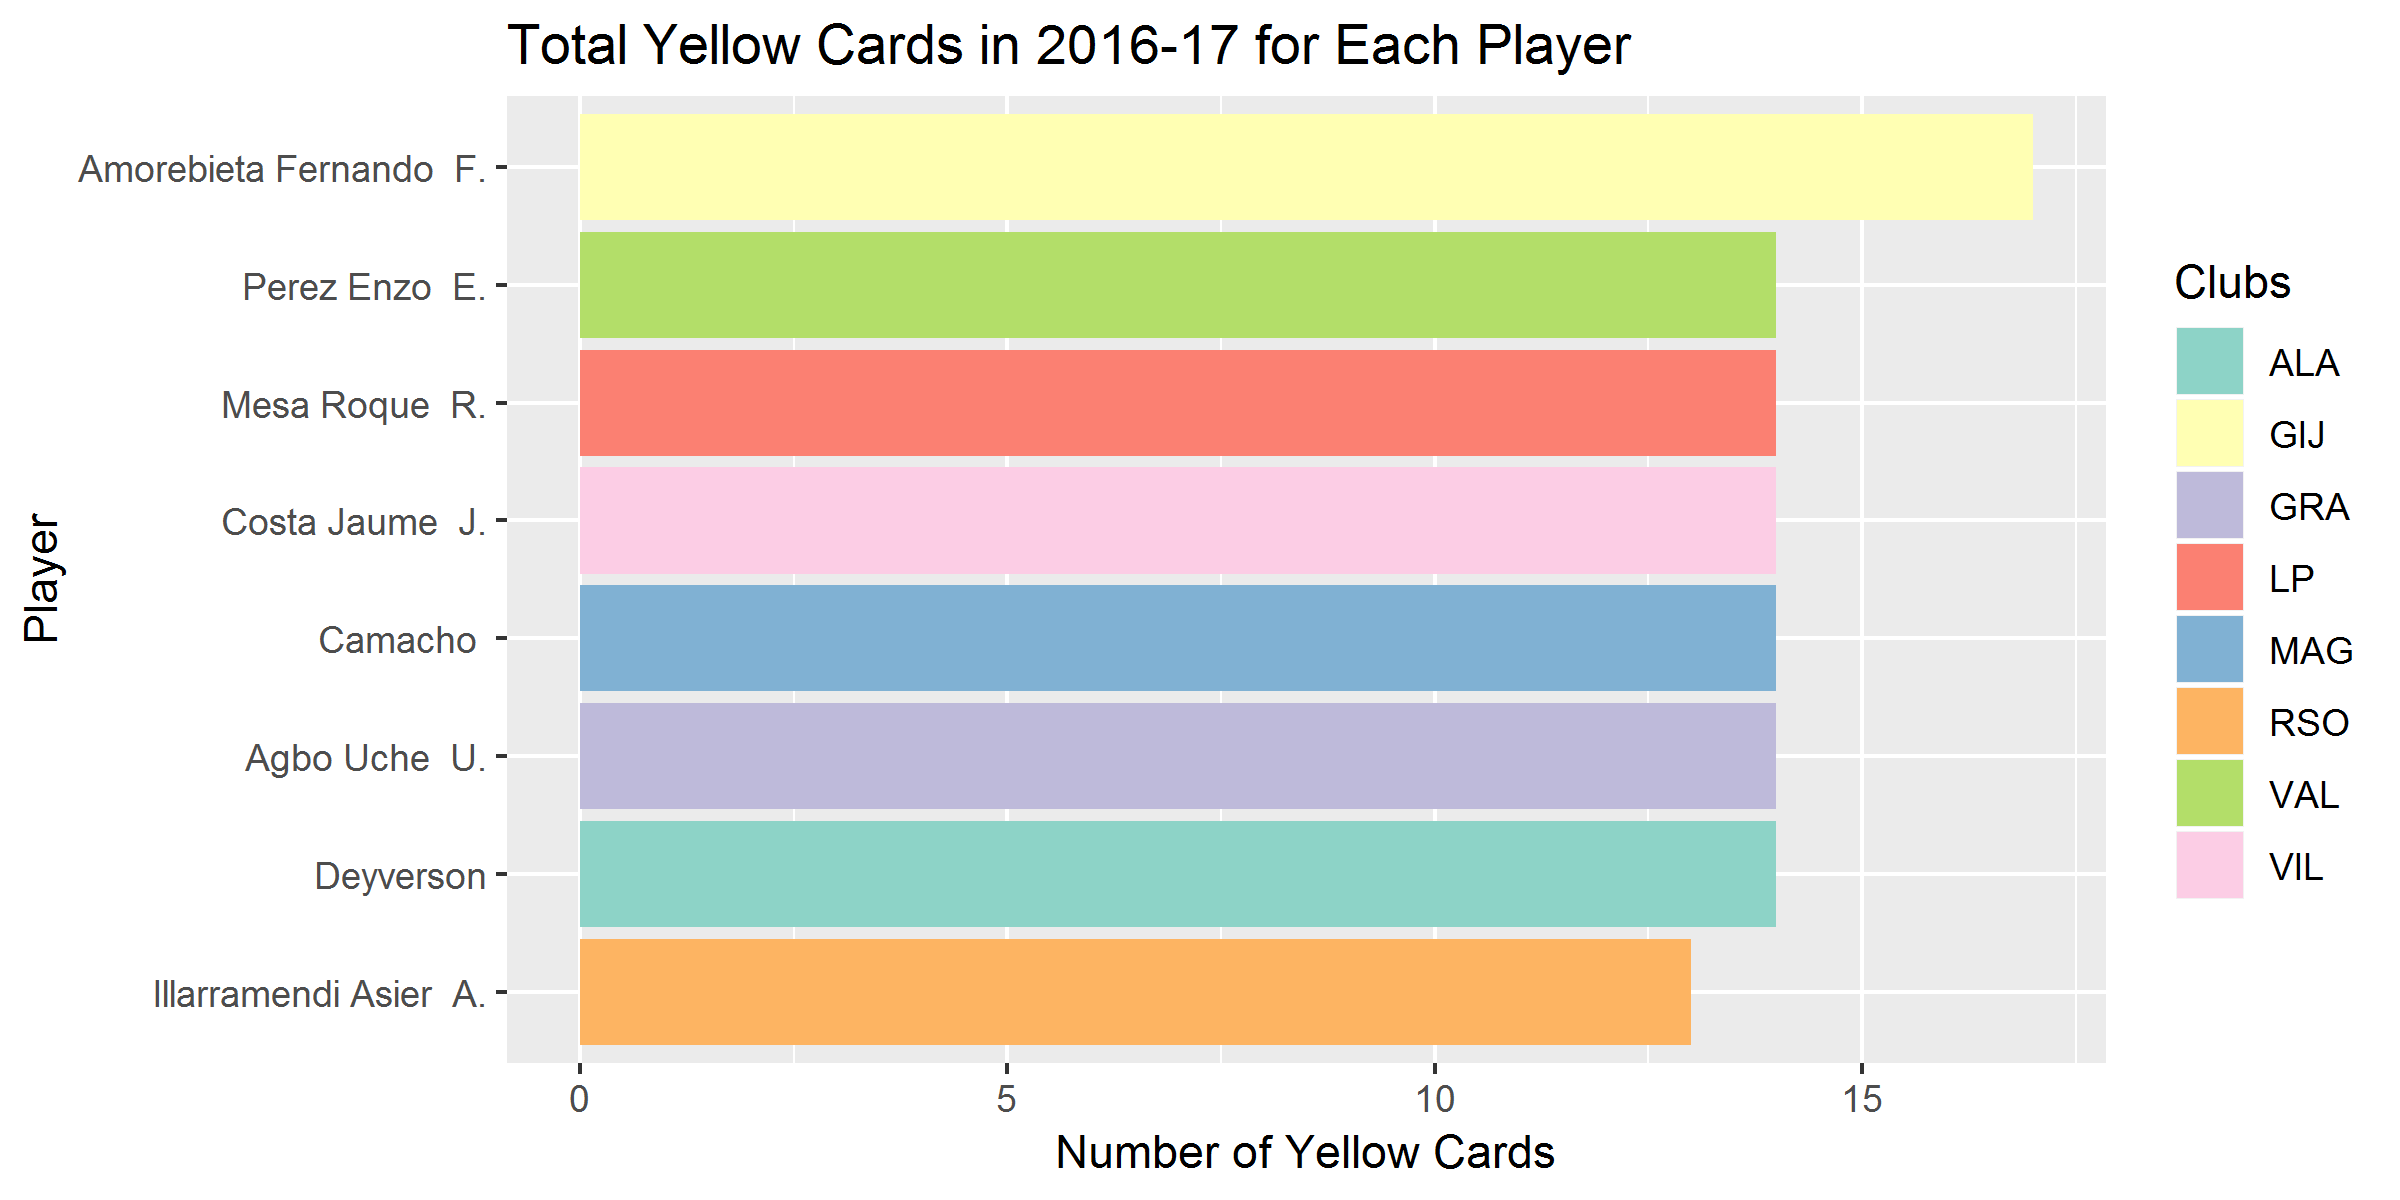 Total Yellow Cards in 2016-17 for Each Player
Player
Amorebieta Fernando  F.
Perez Enzo  E.
Mesa Roque  R.
Costa Jaume  J.
Camacho
Agbo Uche  U.
Deyverson
Illarramendi Asier  A.
0 5 10 15
Number of Yellow Cards
Clubs
ALA
GIJ
GRA
LP
MAG
RSO
VAL
VIL